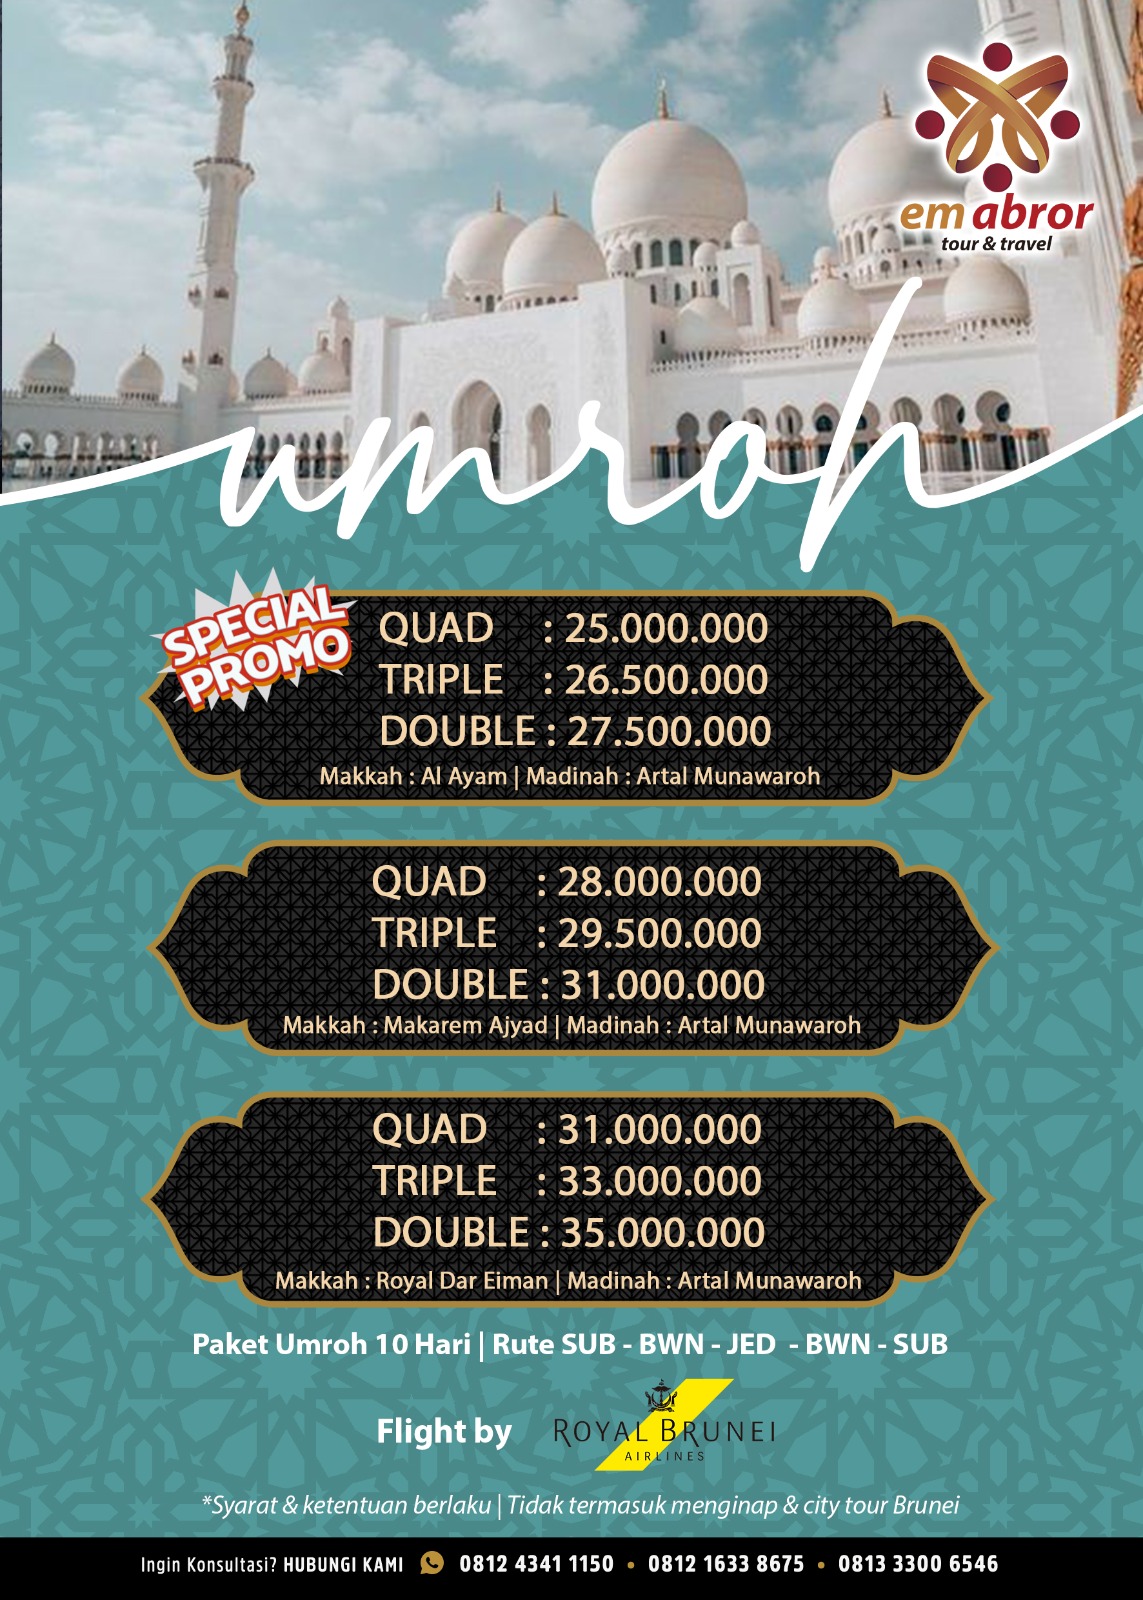 em abror
tour & travel
umroh
SPECIAL
PROMO
QUAD : 25.000.000
TRIPLE : 26.500.000
DOUBLE : 27.500.000
Makkah : Al Ayam | Madinah : Artal Munawaroh
QUAD : 28.000.000
TRIPLE : 29.500.000
DOUBLE : 31.000.000
Makkah : Makarem Ajyad | Madinah : Artal Munawaroh
QUAD : 31.000.000
TRIPLE : 33.000.000
DOUBLE : 35.000.000
Makkah : Royal Dar Eiman | Madinah : Artal Munawaroh
Paket Umroh 10 Hari | Rute SUB - BWN - JED - BWN - SUB
Flight by ROYAL BRUNEI
AIRLINES
*Syarat & ketentuan berlaku | Tidak termasuk menginap & city tour Brunei
Ingin Konsultasi? HUBUNGI KAMI 0812 4341 1150 • 0812 1633 8675 • 0813 3300 6546